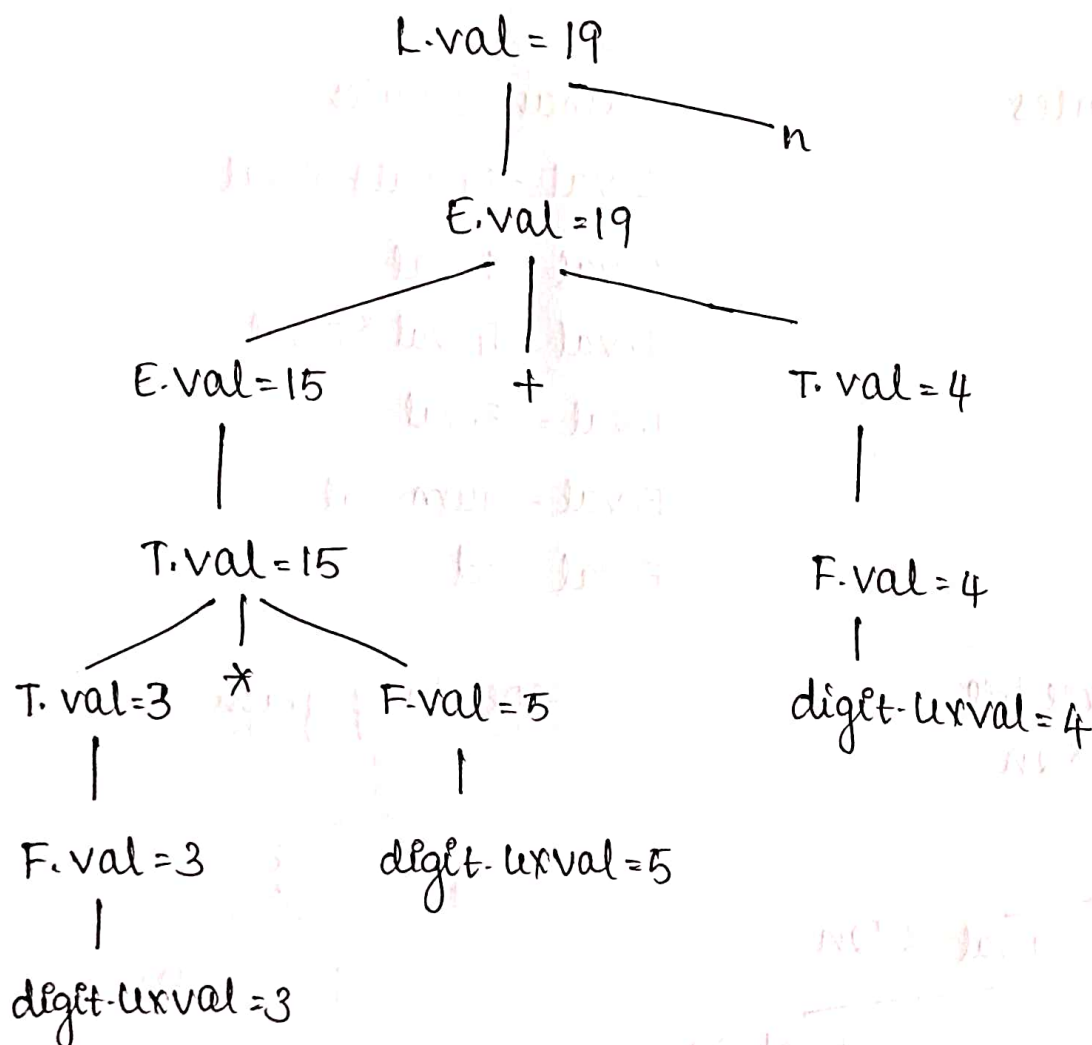 L.val = 19
n
E.val = 19
E.val = 15 + T.val = 4
T.val = 15 F.val = 4
T.val = 3 * F.val = 5 digit.lexval = 4
F.val = 3 digit.lexval = 5
digit.lexval = 3